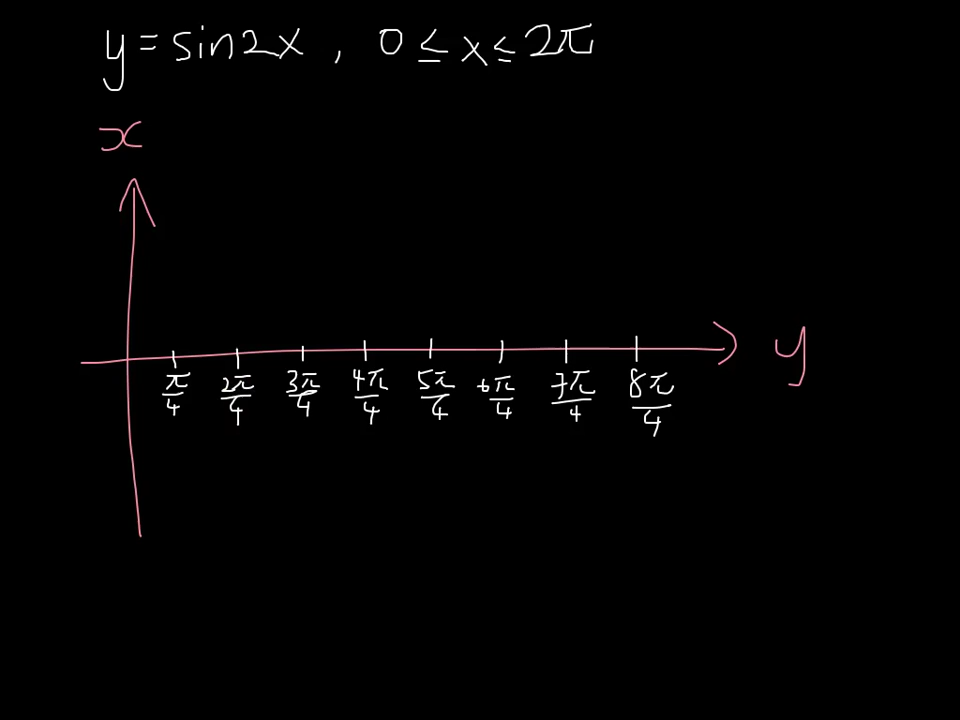 y = sin2x , 0 ≤ x ≤ 2π
x
y
π/4 2π/4 3π/4 4π/4 5π/4 6π/4 7π/4 8π/4